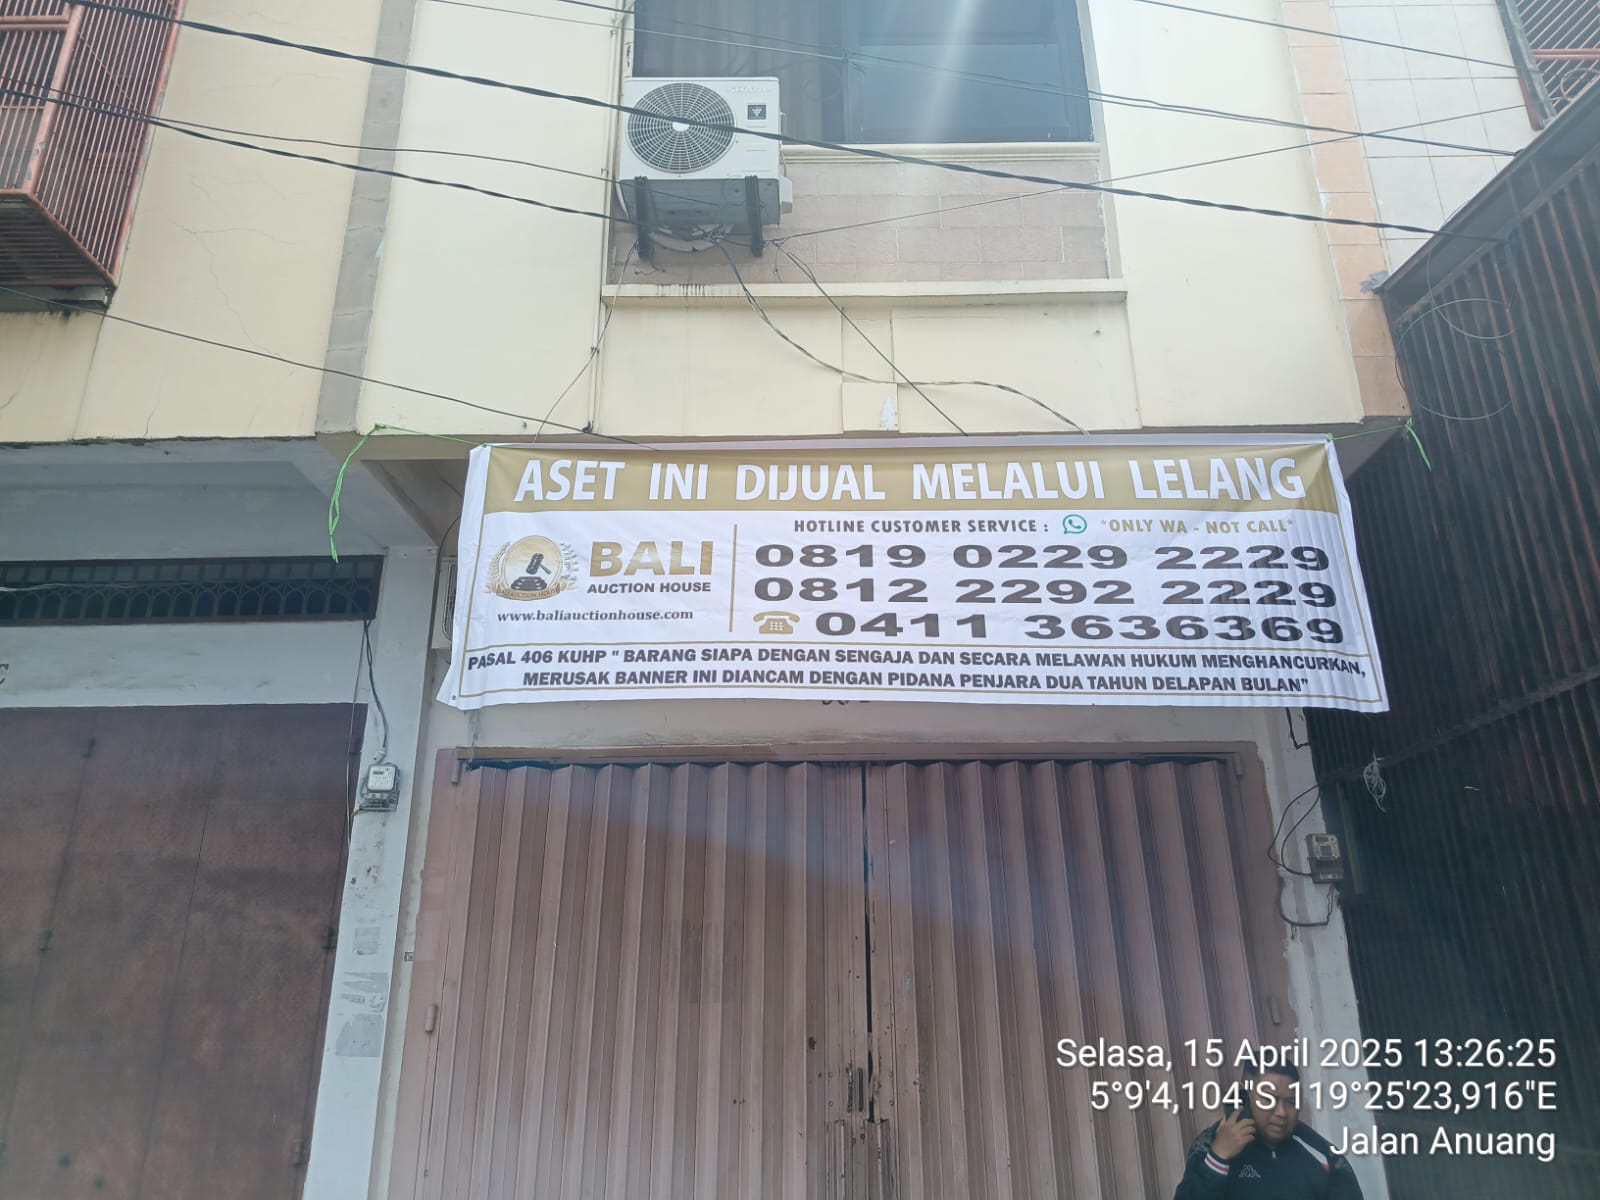 ASET INI DIJUAL MELALUI LELANG
HOTLINE CUSTOMER SERVICE : "ONLY WA - NOT CALL"
BALI
AUCTION HOUSE
BALI AUCTION HOUSE
www.baliauctionhouse.com
0819 0229 2229
0812 2292 2229
0411 3636369
PASAL 406 KUHP " BARANG SIAPA DENGAN SENGAJA DAN SECARA MELAWAN HUKUM MENGHANCURKAN,
MERUSAK BANNER INI DIANCAM DENGAN PIDANA PENJARA DUA TAHUN DELAPAN BULAN"
Selasa, 15 April 2025 13:26:25
5°9'4,104"S 119°25'23,916"E
Jalan Anuang